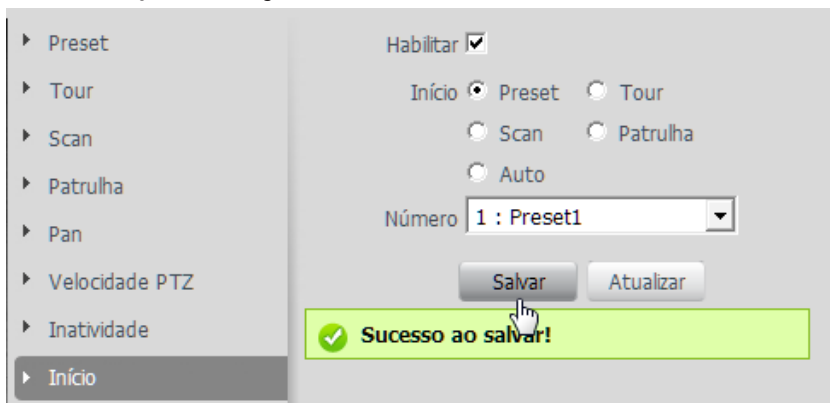 Preset
Tour
Scan
Patrulha
Pan
Velocidade PTZ
Inatividade
Início
Habilitar
Início Preset Tour
Scan Patrulha
Auto
Número 1 : Preset1
Salvar Atualizar
Sucesso ao salvar!